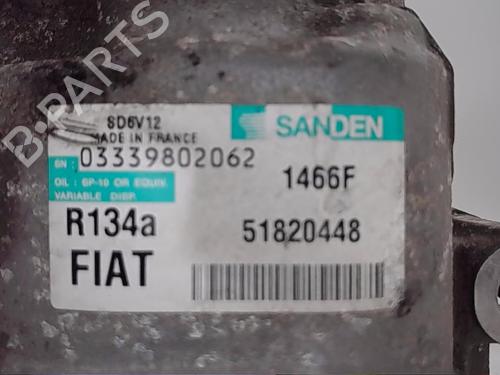 B-PARTS
SD6V12
MADE IN FRANCE
SANDEN
SN: 03339802062
OIL: SP-10 OR EQUIV.
VARIABLE DISP.
1466F
R134a
51820448
FIAT